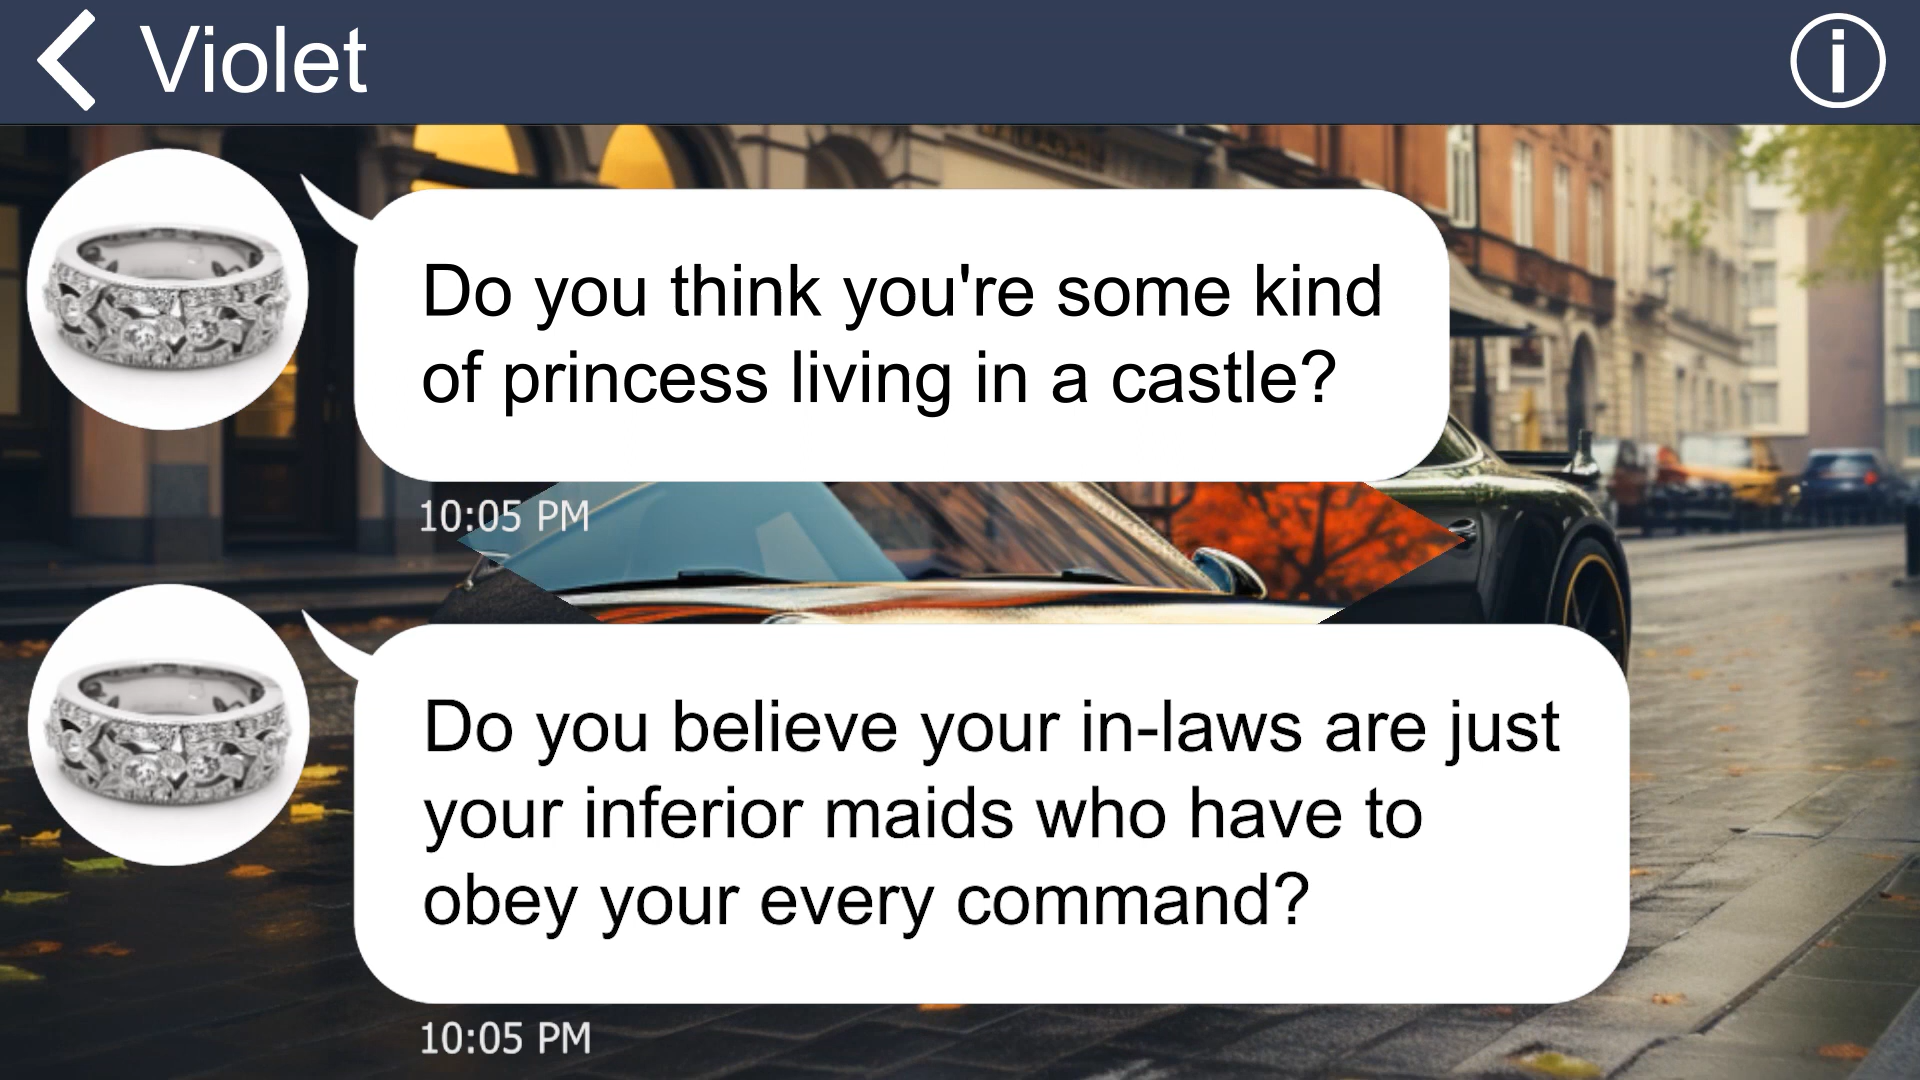 Violet
Do you think you're some kind
of princess living in a castle?
10:05 PM
Do you believe your in-laws are just
your inferior maids who have to
obey your every command?
10:05 PM